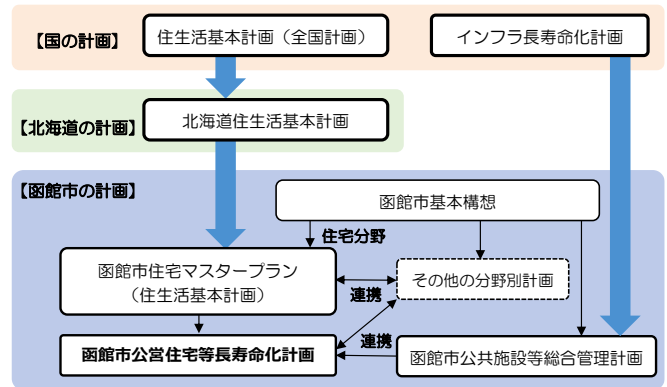 【国の計画】
住生活基本計画（全国計画）
インフラ長寿命化計画
【北海道の計画】
北海道住生活基本計画
【函館市の計画】
函館市基本構想
住宅分野
函館市住宅マスタープラン
（住生活基本計画）
その他の分野別計画
連携
函館市公営住宅等長寿命化計画
連携
函館市公共施設等総合管理計画